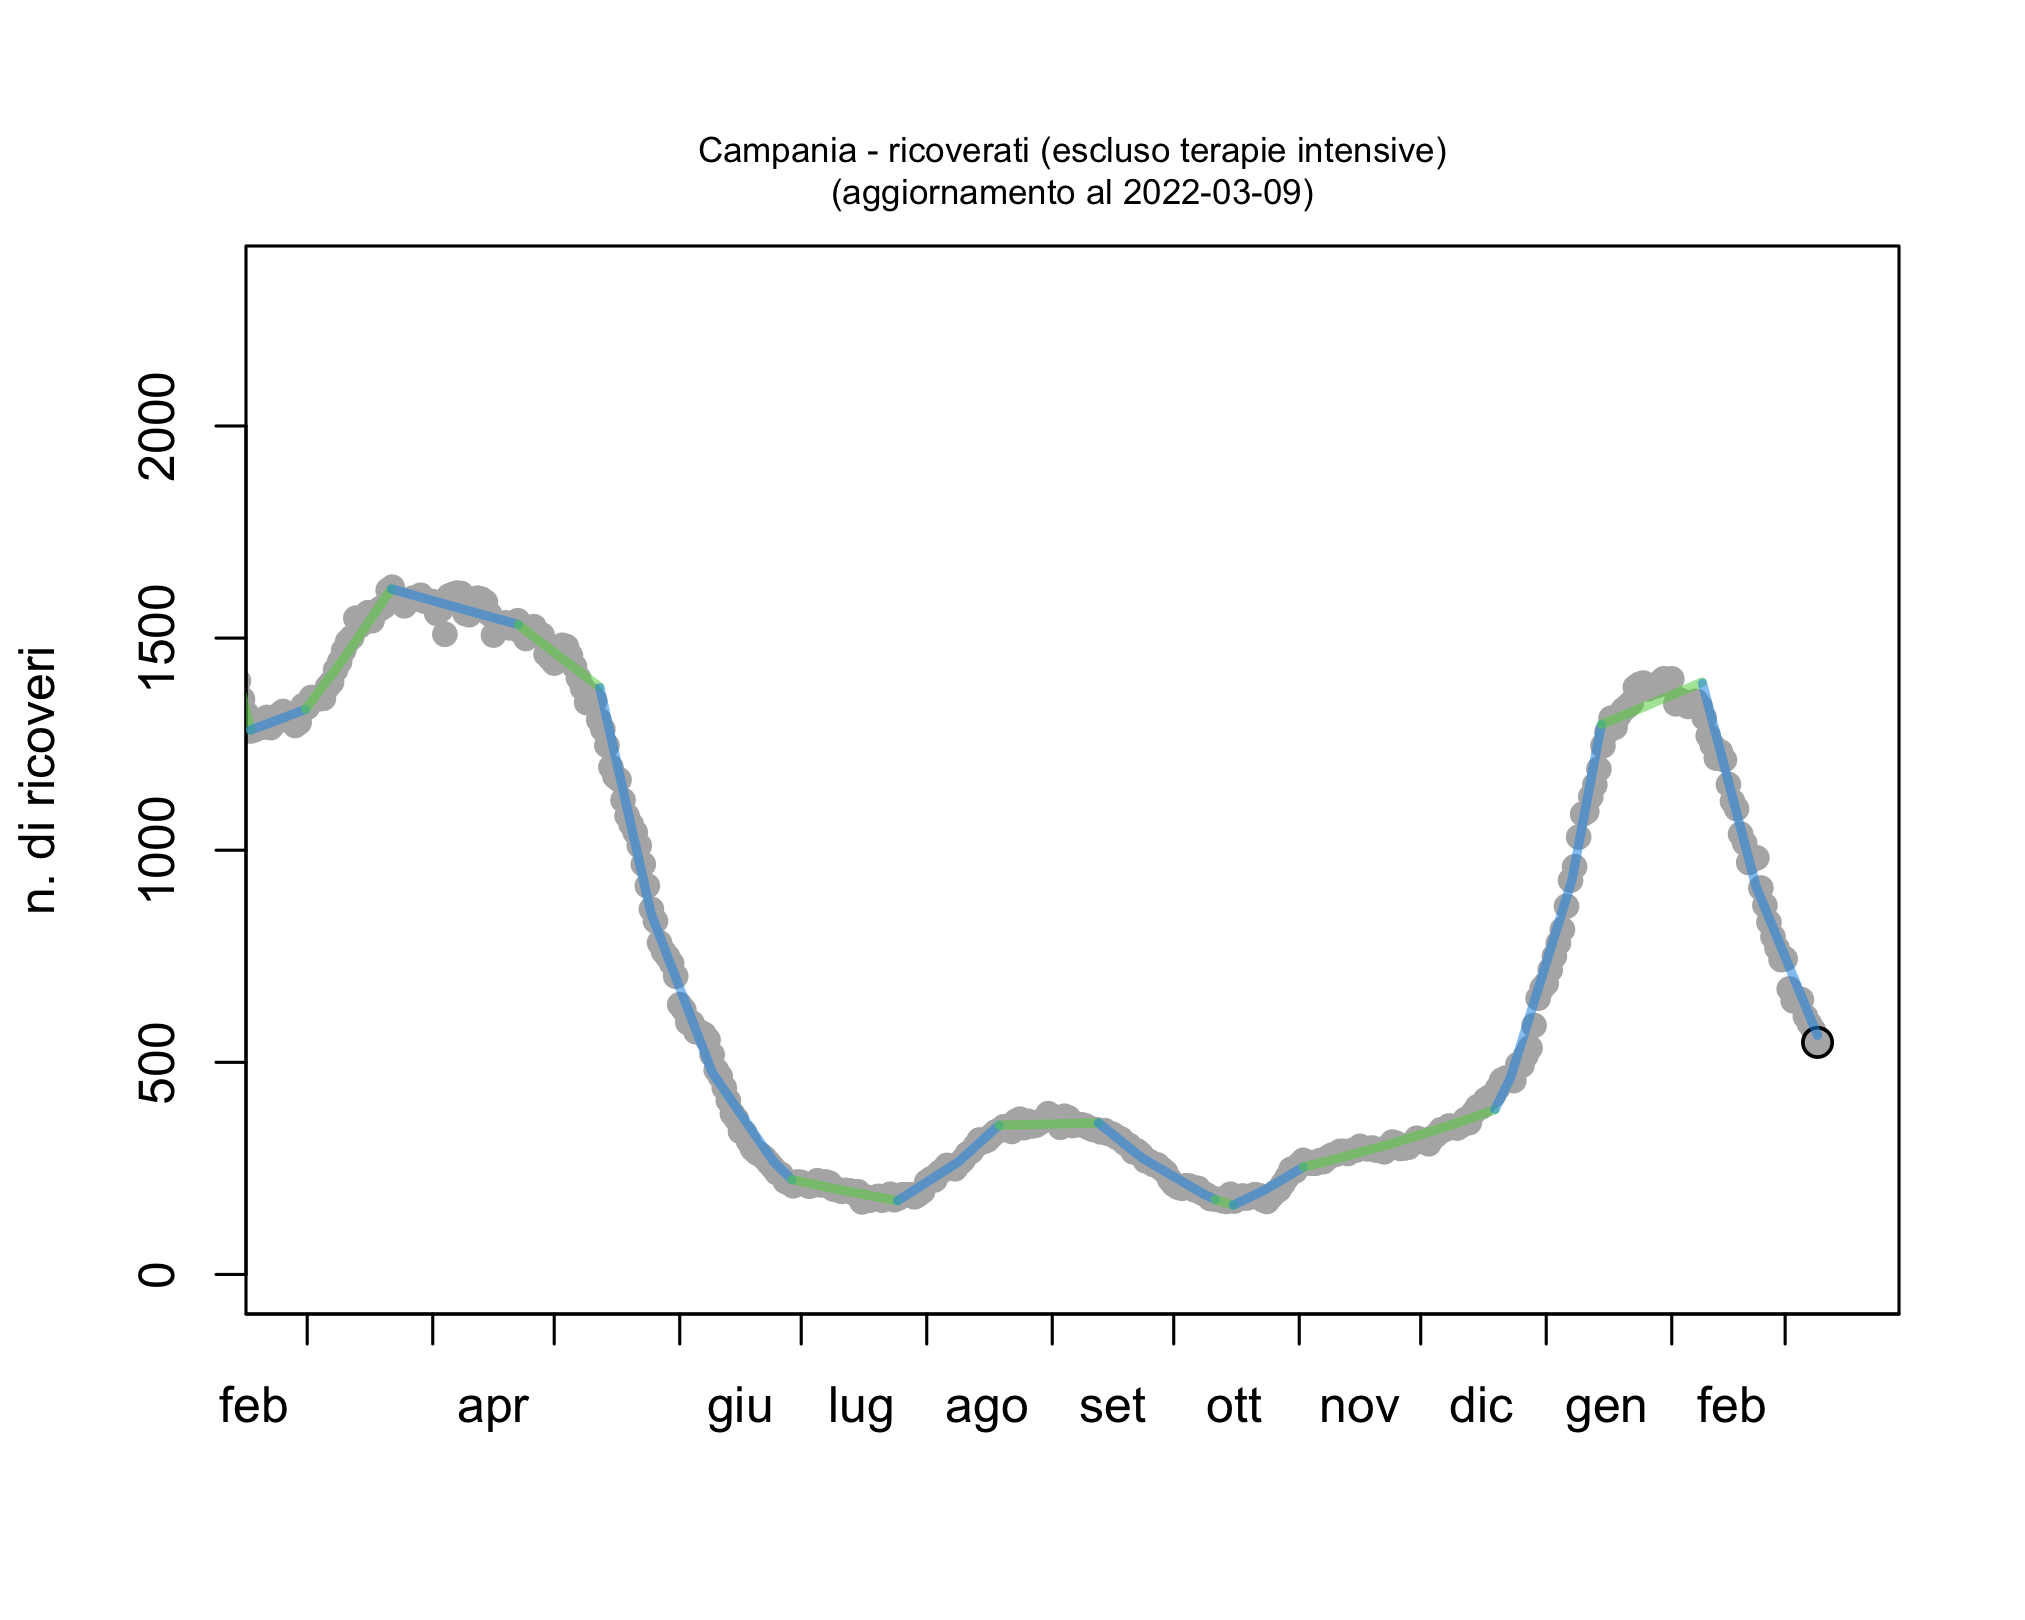 Campania - ricoverati (escluso terapie intensive)
(aggiornamento al 2022-03-09)
n. di ricoveri
2000
1500
1000
500
0
feb apr giu lug ago set ott nov dic gen feb